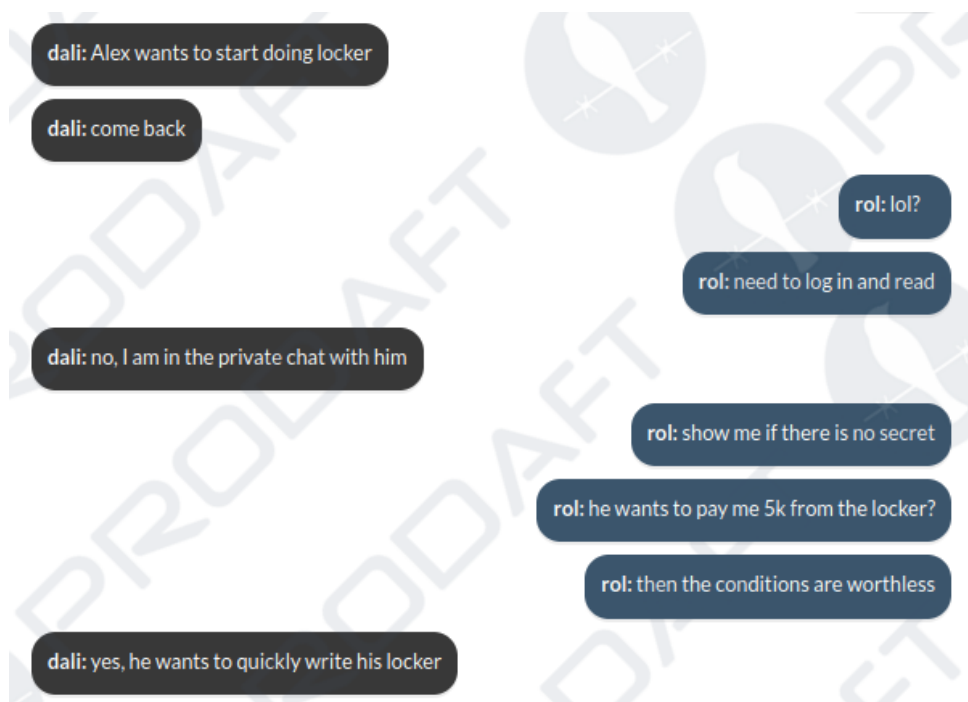 dali: Alex wants to start doing locker
dali: come back
rol: lol?
rol: need to log in and read
dali: no, I am in the private chat with him
rol: show me if there is no secret
rol: he wants to pay me 5k from the locker?
rol: then the conditions are worthless
dali: yes, he wants to quickly write his locker
PRODAFT
PRODAFT